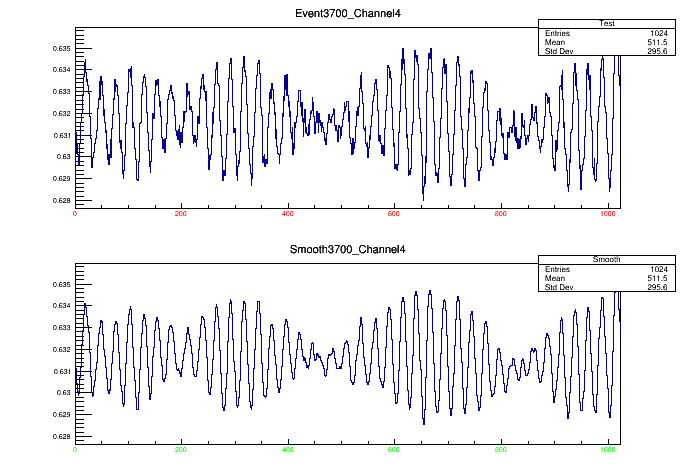 Event3700_Channel4
Test
Entries 1024
Mean 511.5
Std Dev 295.6
0.635
0.634
0.633
0.632
0.631
0.63
0.629
0.628
0 200 400 600 800 1000
Smooth3700_Channel4
Smooth
Entries 1024
Mean 511.5
Std Dev 295.6
0.635
0.634
0.633
0.632
0.631
0.63
0.629
0.628
0 200 400 600 800 1000